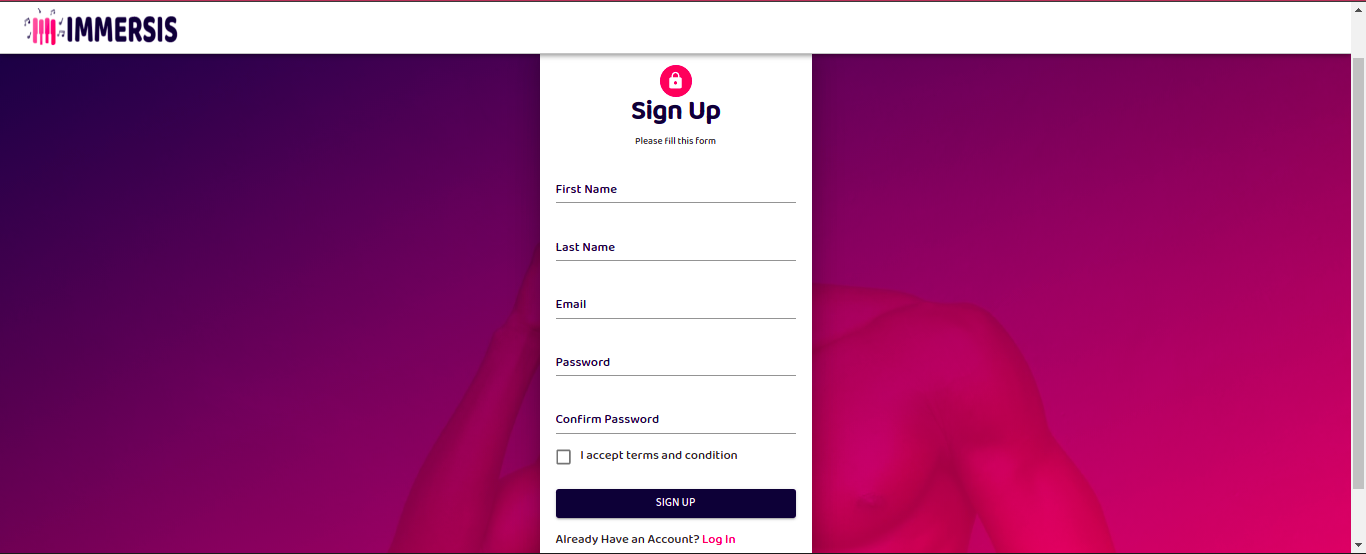 IMMERSIS
Sign Up
Please fill this form
First Name
Last Name
Email
Password
Confirm Password
I accept terms and condition
SIGN UP
Already Have an Account? Log In